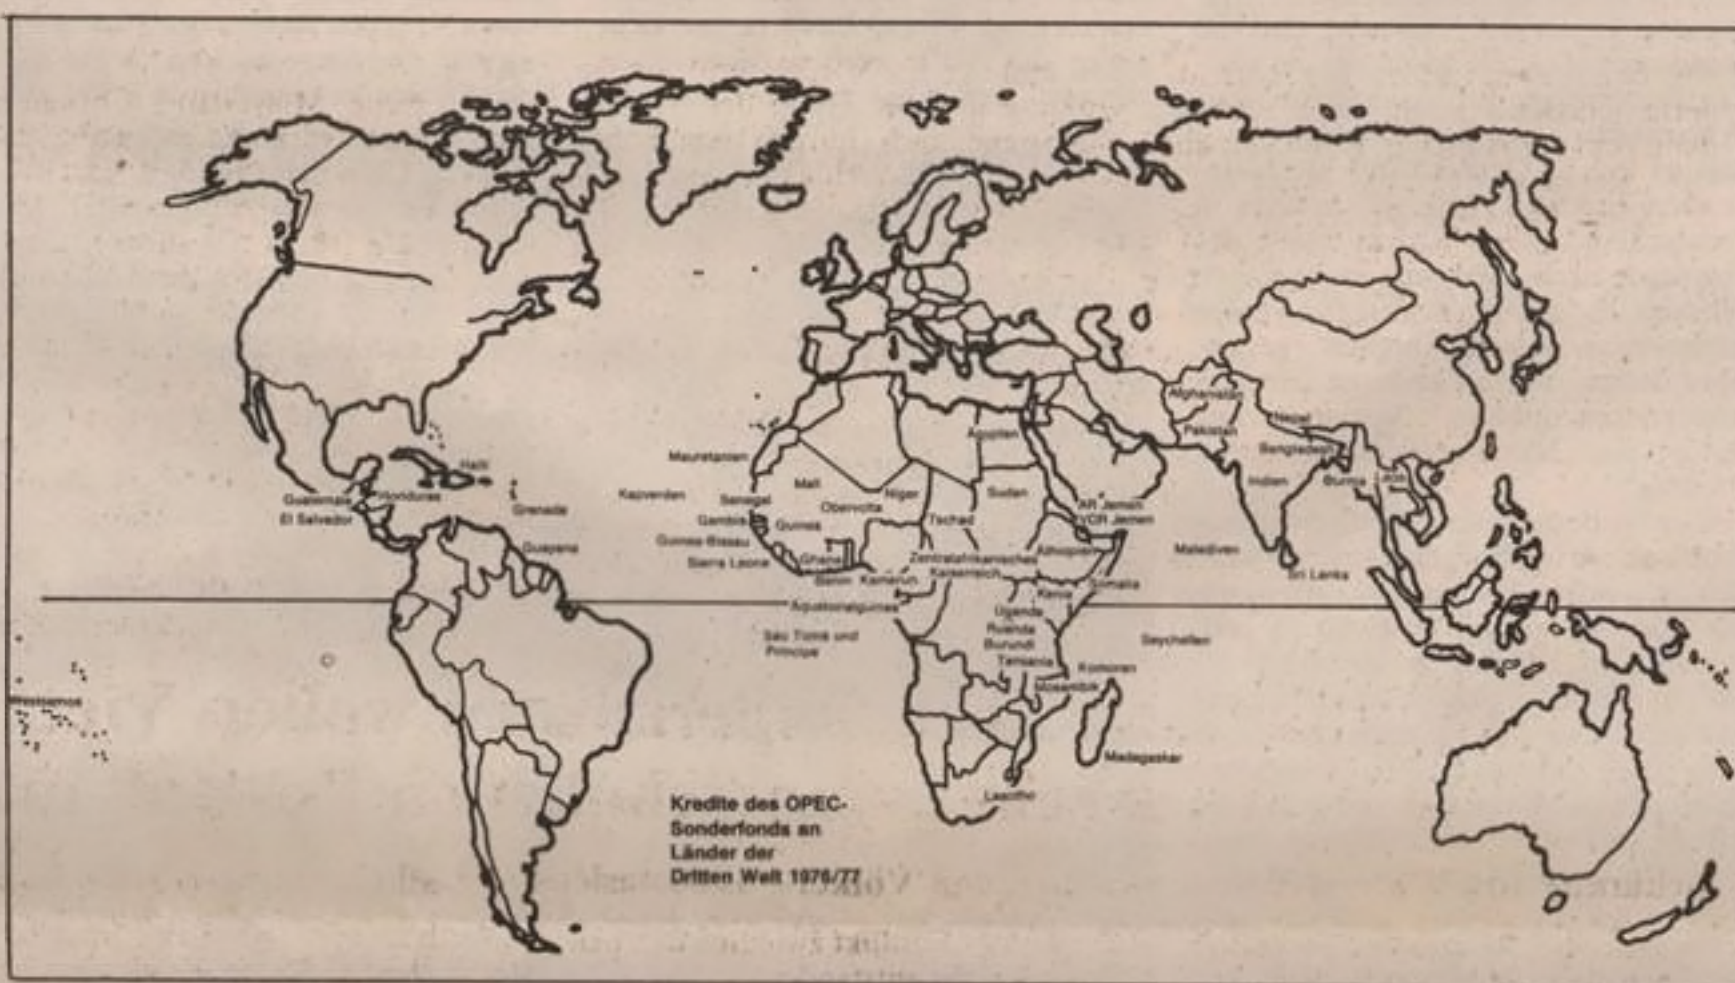 Afghanistan
Nepal
Pakistan
Ägypten
Bangladesh
Mauretanien
Haiti
Indien
Burma
Laos
Mali
Guatemala
Honduras
Kapverden
Senegal
Niger
Sudan
Grenada
Obervolta
AR Jemen
El Salvador
Gambia
Guinea
Tschad
VDR Jemen
Guinea-Bissau
Guayana
Malediven
Äthiopien
Sierra Leone
Ghana
Zentralafrikanisches
Kaiserreich
Sri Lanka
Benin
Kamerun
Somalia
Kenia
Äquatorialguinea
Uganda
Ruanda
Sao Tomé und
Principe
Burundi
Seychellen
Tansania
Komoren
Mosambik
Westsamoa
Madagaskar
Lesotho
Kredite des OPEC-
Sonderfonds an
Länder der
Dritten Welt 1976/77